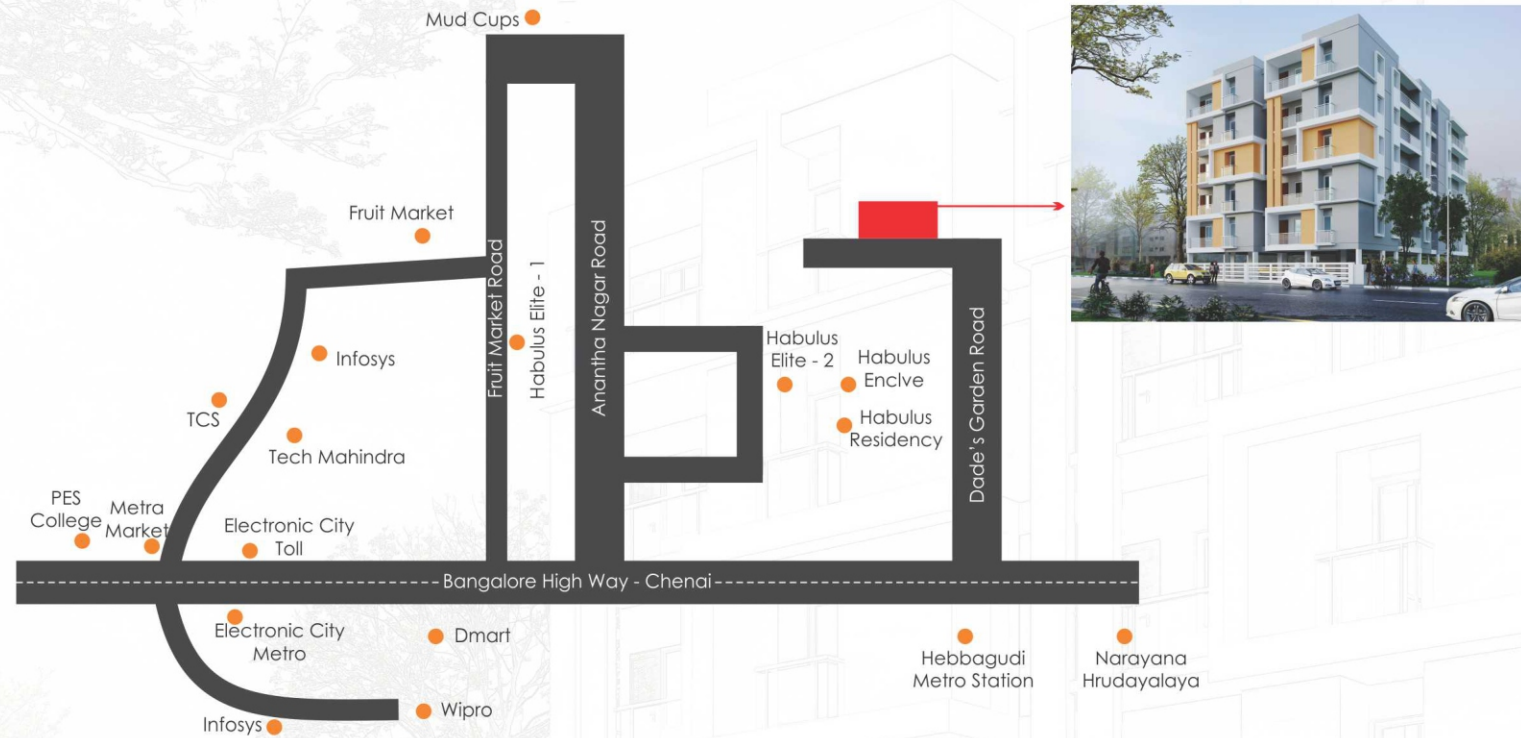 Mud Cups
Fruit Market
Fruit Market Road
Habulus Elite - 1
Anantha Nagar Road
Infosys
TCS
Tech Mahindra
Habulus
Elite - 2
Habulus
Enclve
Habulus
Residency
Dade's Garden Road
PES
College
Metra
Market
Electronic City
Toll
Bangalore High Way - Chenai
Electronic City
Metro
Dmart
Hebbagudi
Metro Station
Narayana
Hrudayalaya
Infosys
Wipro